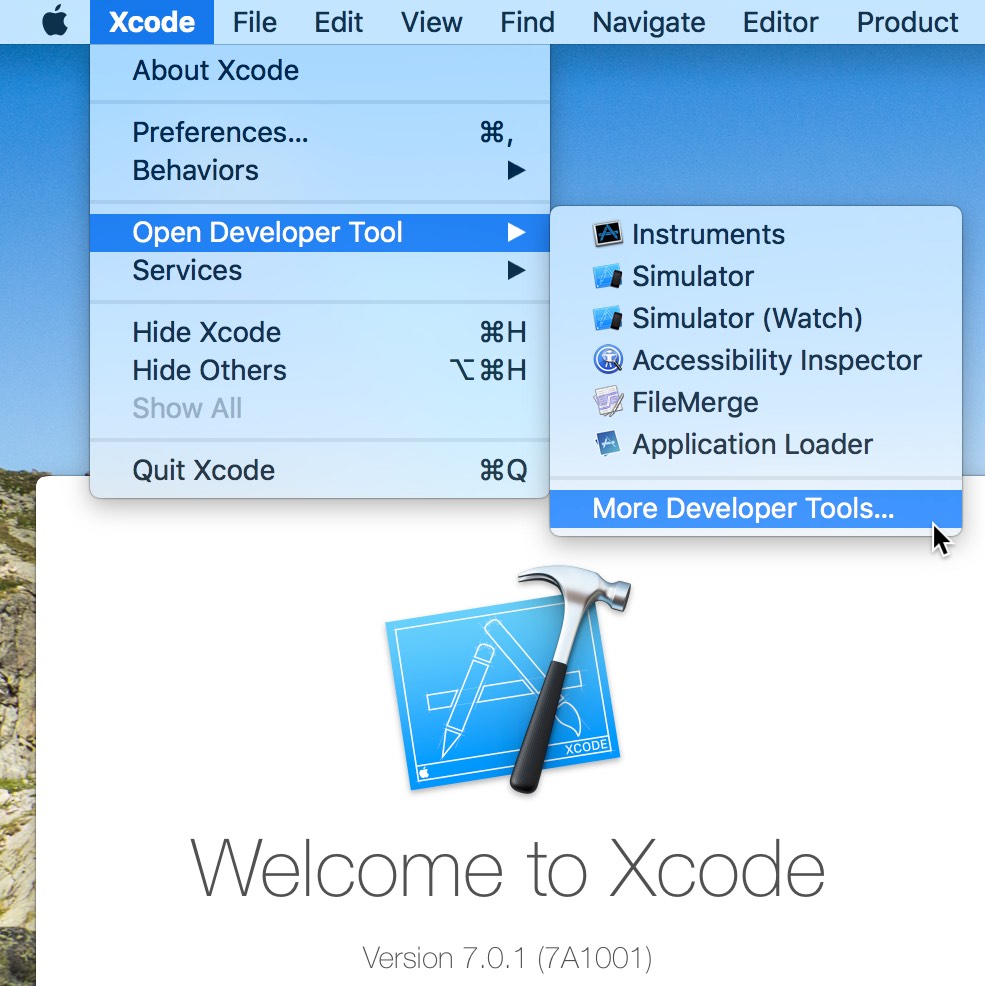 Xcode File Edit View Find Navigate Editor Product
About Xcode
Preferences... ⌘,
Behaviors ▶
Open Developer Tool ▶
Services ▶
Hide Xcode ⌘H
Hide Others ⌥⌘H
Show All
Quit Xcode ⌘Q
Instruments
Simulator
Simulator (Watch)
Accessibility Inspector
FileMerge
Application Loader
More Developer Tools...
XCODE
Welcome to Xcode
Version 7.0.1 (7A1001)